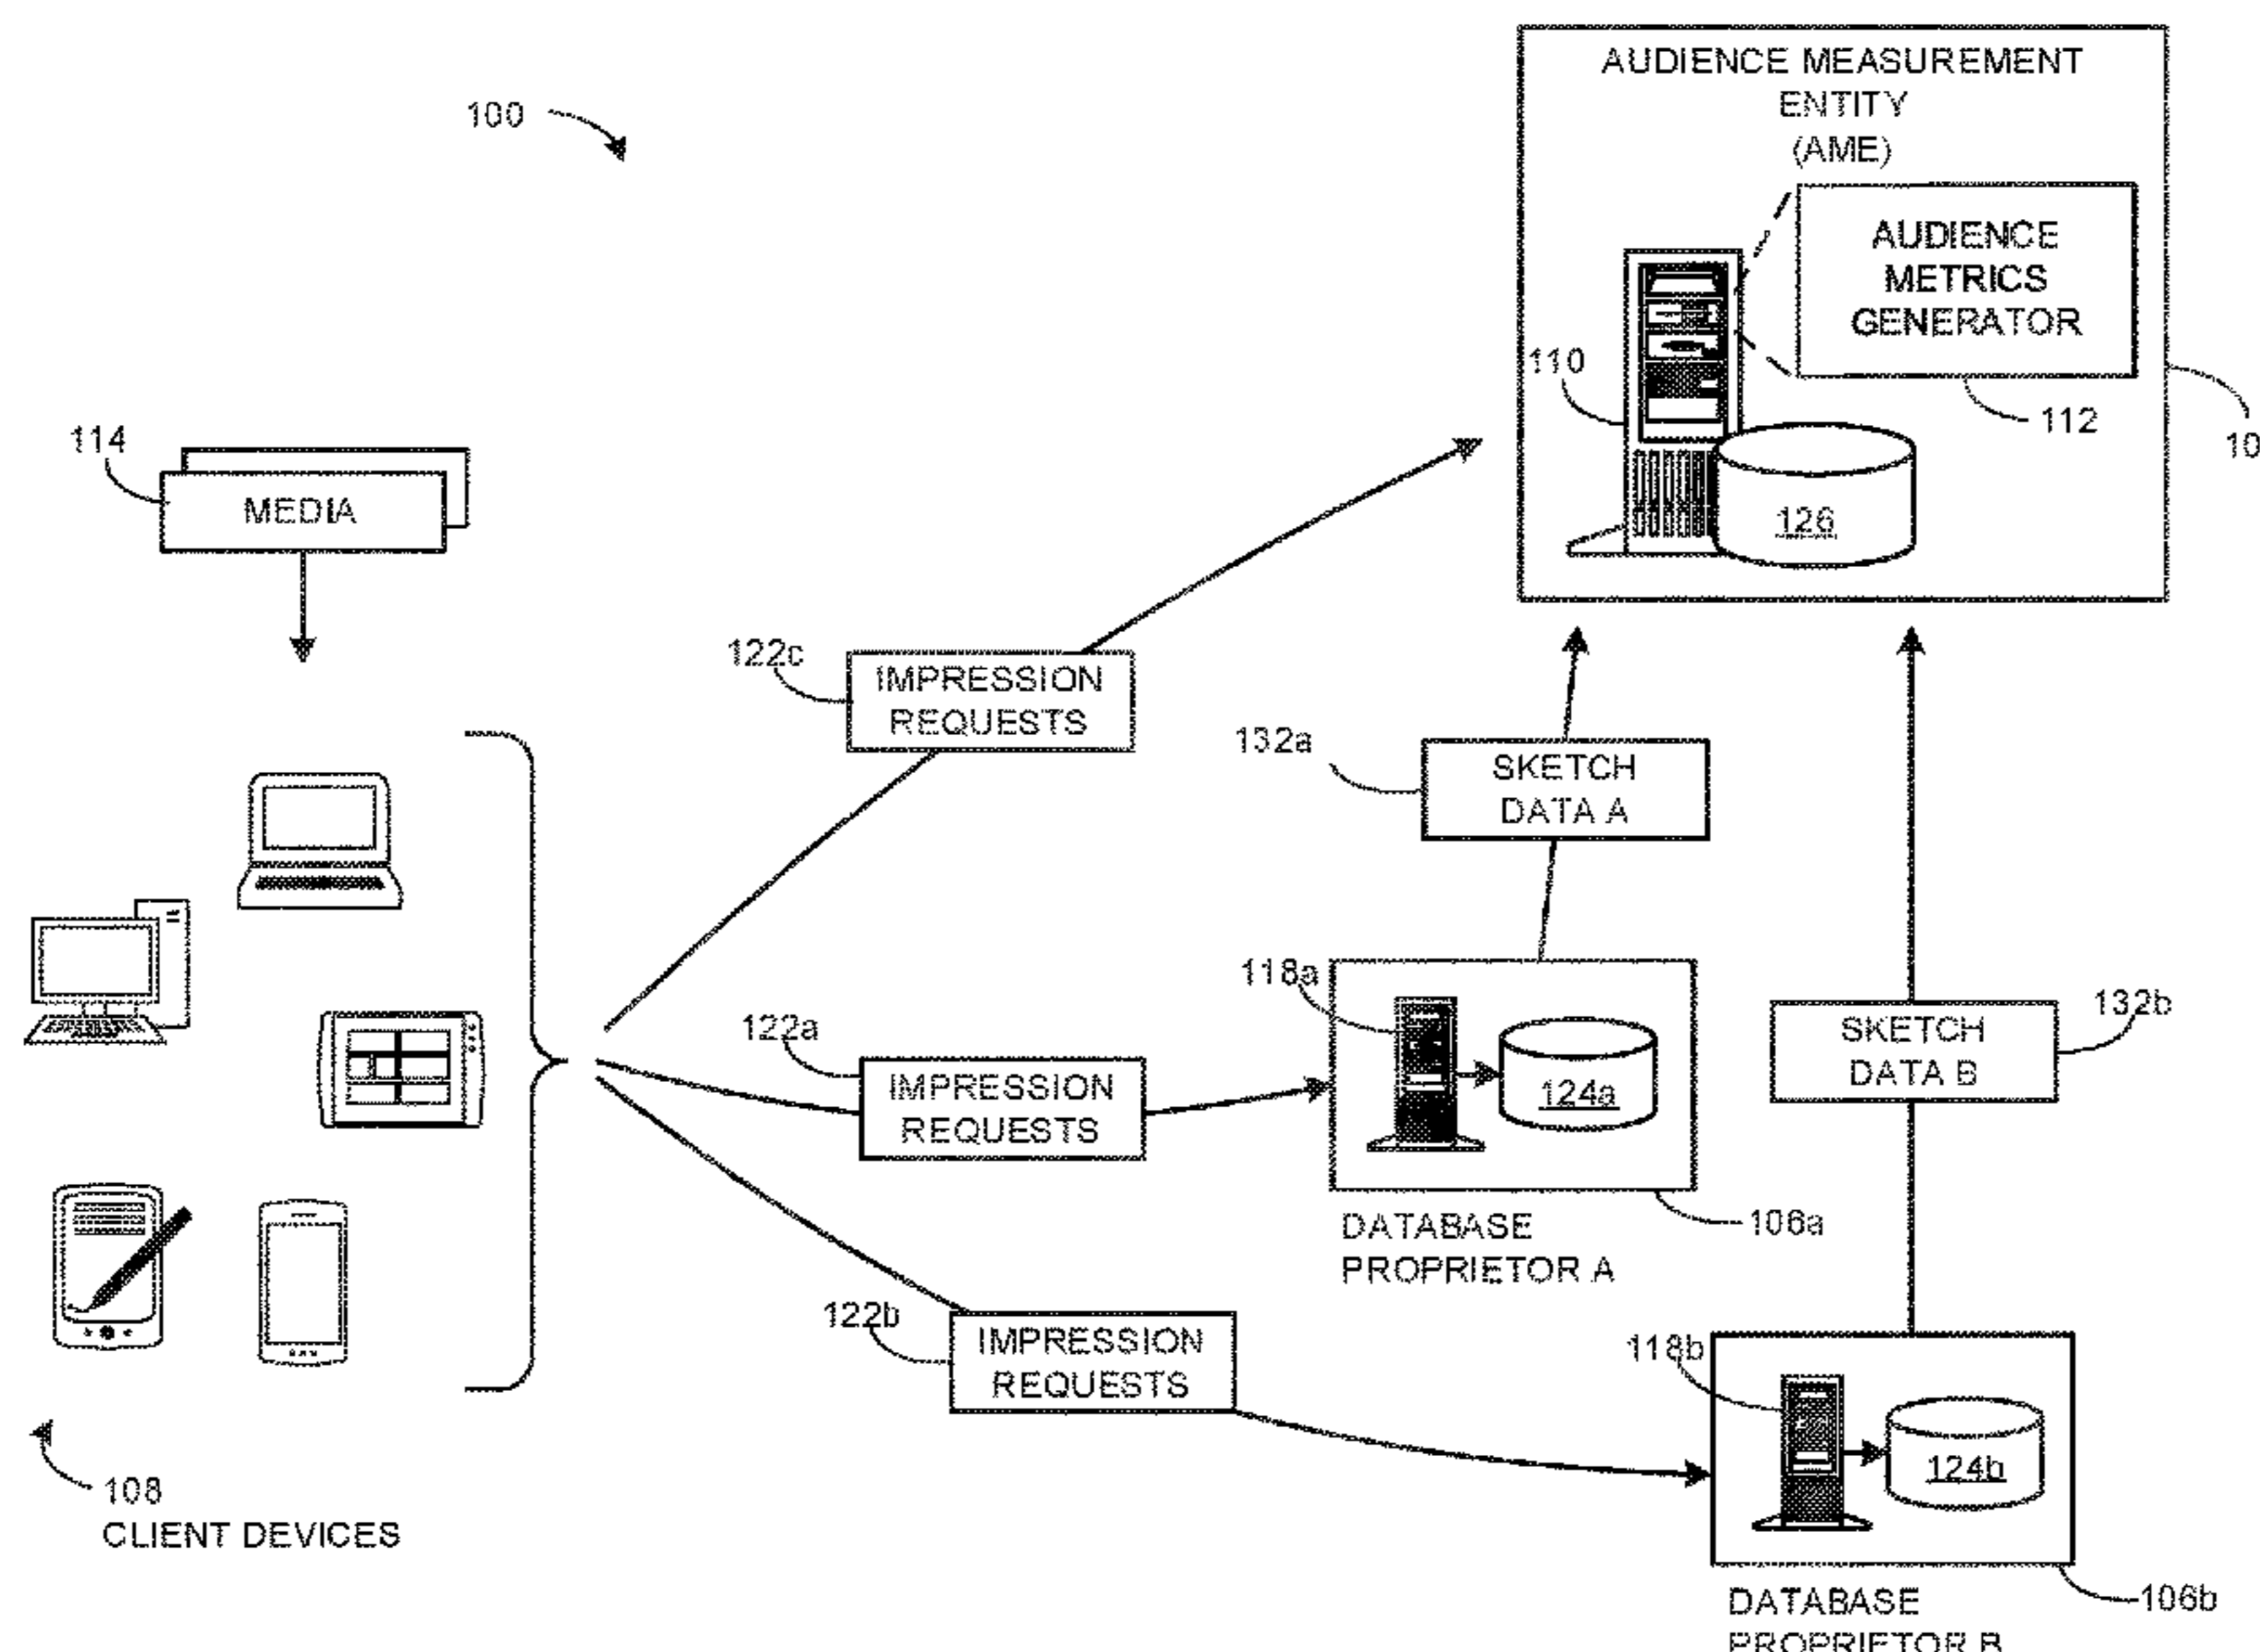 100
AUDIENCE MEASUREMENT
ENTITY
(AME)
AUDIENCE
METRICS
GENERATOR
110
112
10
126
114
MEDIA
122c
IMPRESSION
REQUESTS
132a
SKETCH
DATA A
118a
124a
132b
SKETCH
DATA B
122a
IMPRESSION
REQUESTS
106a
DATABASE
PROPRIETOR A
122b
IMPRESSION
REQUESTS
118b
124b
108
CLIENT DEVICES
106b
DATABASE
PROPRIETOR B